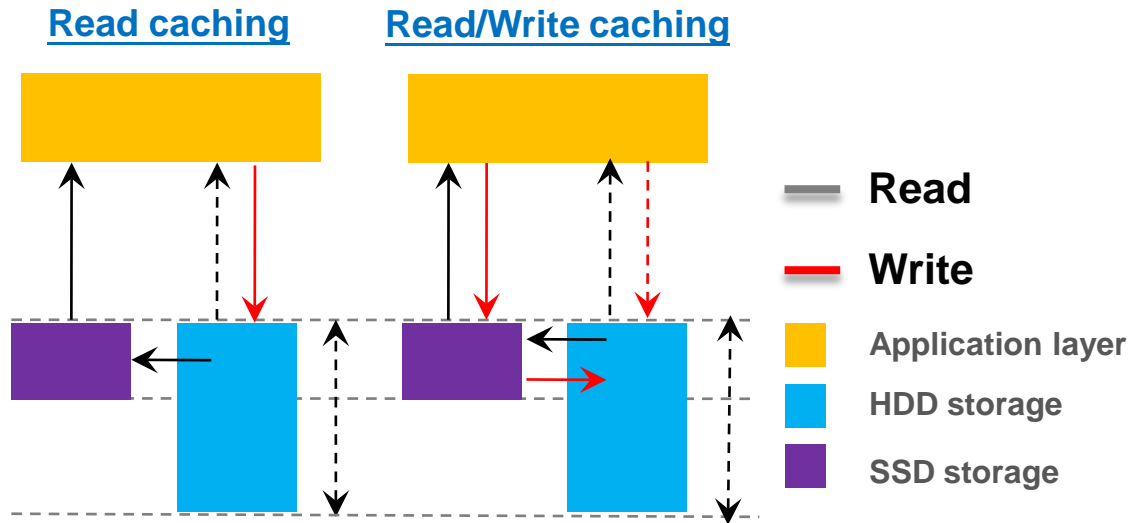 Read caching
Read/Write caching
Read
Write
Application layer
HDD storage
SSD storage